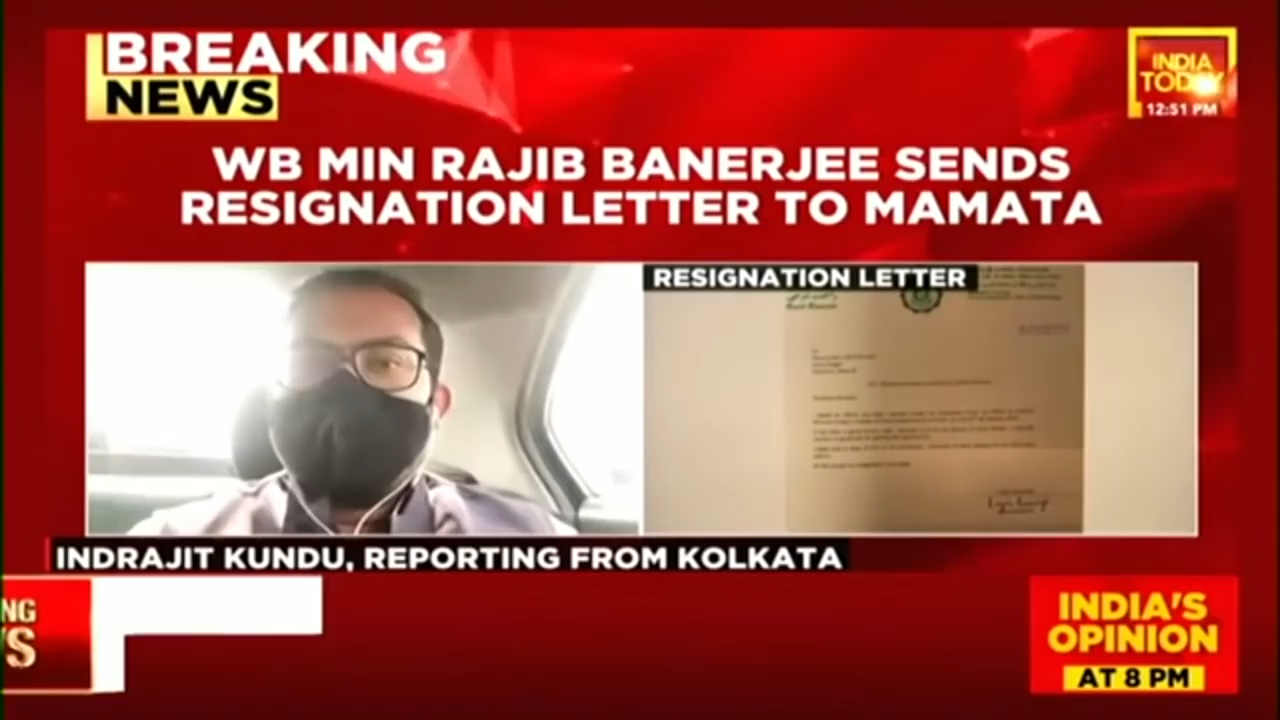 BREAKING
NEWS
INDIA
TODAY
12:51 PM
WB MIN RAJIB BANERJEE SENDS
RESIGNATION LETTER TO MAMATA
RESIGNATION LETTER
INDRAJIT KUNDU, REPORTING FROM KOLKATA
NG
S
INDIA'S
OPINION
AT 8 PM